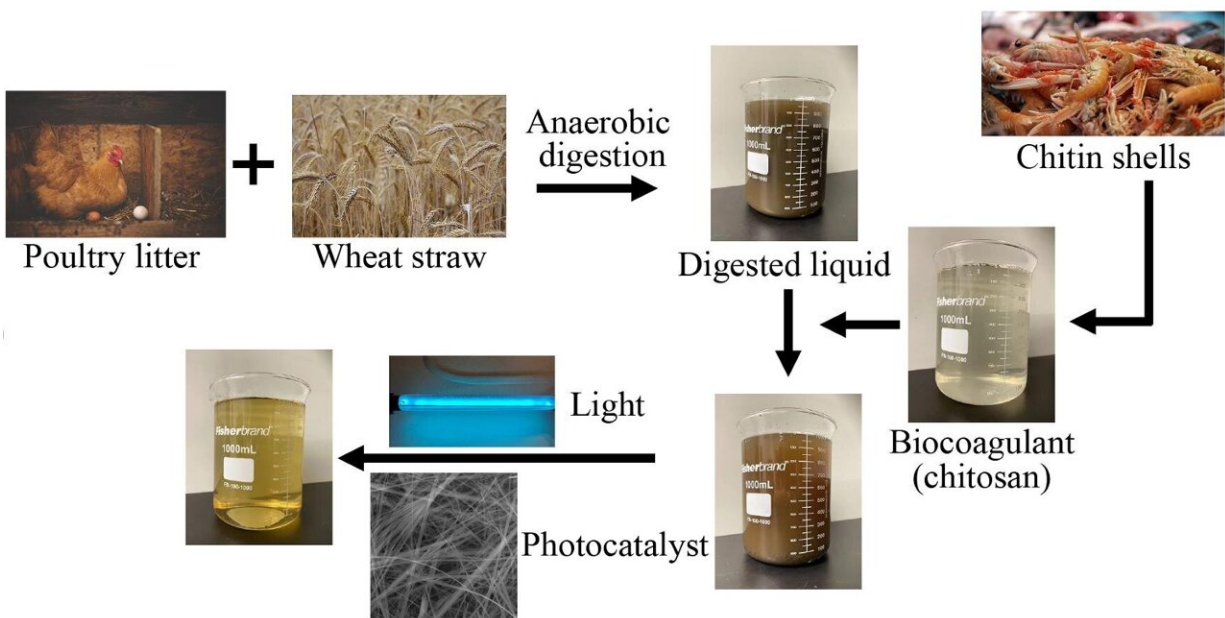 Poultry litter
Wheat straw
Anaerobic
digestion
Fisherbrand
1000mL
Digested liquid
Chitin shells
Fisherbrand
1000mL
Biocoagulant
(chitosan)
Fisherbrand
1000mL
Light
Photocatalyst
Fisherbrand
1000mL